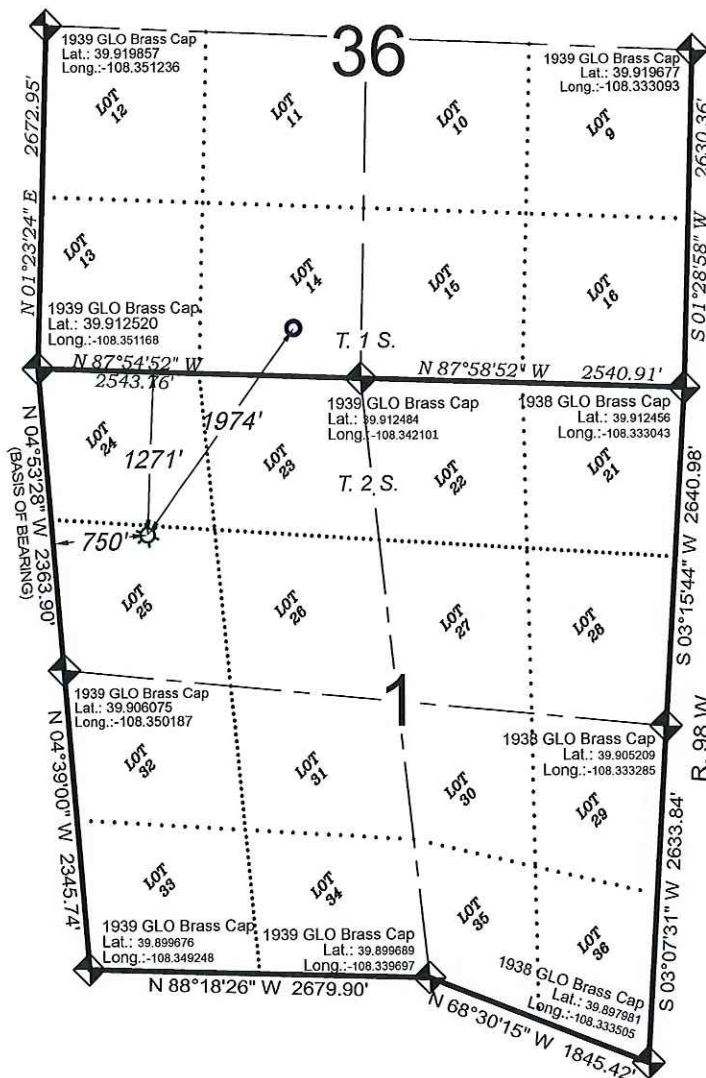 36
1939 GLO Brass Cap
Lat.: 39.919857
Long.:-108.351236
1939 GLO Brass Cap
Lat.: 39.919677
Long.:-108.333093
2672.95'
N 01°23'24" E
2630.36'
S 01°28'58" W
LOT
12
LOT
11
LOT
10
LOT
9
LOT
13
LOT
14
LOT
15
LOT
16
1939 GLO Brass Cap
Lat.: 39.912520
Long.:-108.351168
T. 1 S.
N 87°54'52" W
2543.76'
N 87°58'52" W 2540.91'
1939 GLO Brass Cap
Lat.: 39.912484
Long.:-108.342101
1938 GLO Brass Cap
Lat.: 39.912456
Long.:-108.333043
N 04°53'28" W 2363.90'
(BASIS OF BEARING)
1974'
1271'
750'
LOT
24
LOT
23
T. 2 S.
LOT
22
LOT
21
S 03°15'44" W 2640.98'
LOT
25
LOT
26
LOT
27
LOT
28
1
1939 GLO Brass Cap
Lat.: 39.906075
Long.:-108.350187
1938 GLO Brass Cap
Lat.: 39.905209
Long.:-108.333285
R. 98 W.
N 04°39'00" W 2345.74'
LOT
32
LOT
31
LOT
30
LOT
29
S 03°07'31" W 2633.84'
LOT
33
LOT
34
LOT
35
LOT
36
1939 GLO Brass Cap
Lat.: 39.899676
Long.:-108.349248
1939 GLO Brass Cap
Lat.: 39.899689
Long.:-108.339697
1938 GLO Brass Cap
Lat.: 39.897981
Long.:-108.333505
N 88°18'26" W 2679.90'
N 68°30'15" W 1845.42'